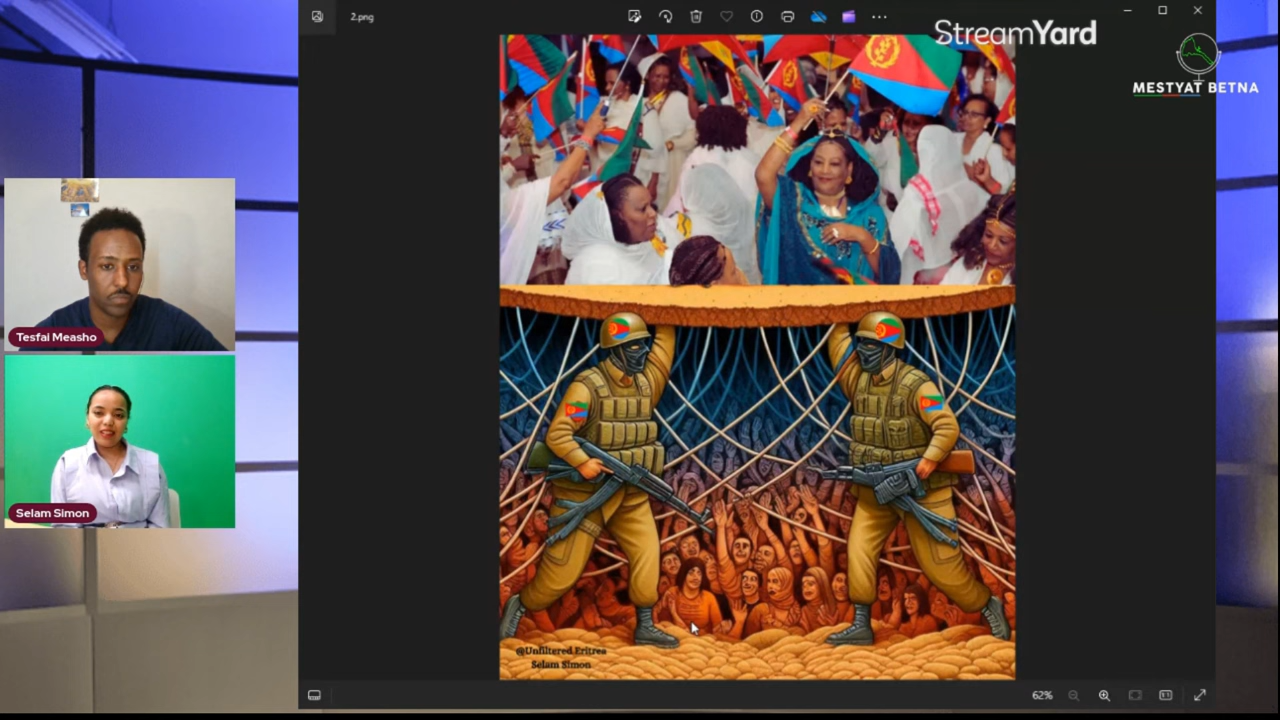 2.png
StreamYard
MESTYAT BETNA
Tesfai Measho
Selam Simon
@Unfiltered Eritrea
Selam Simon
62%